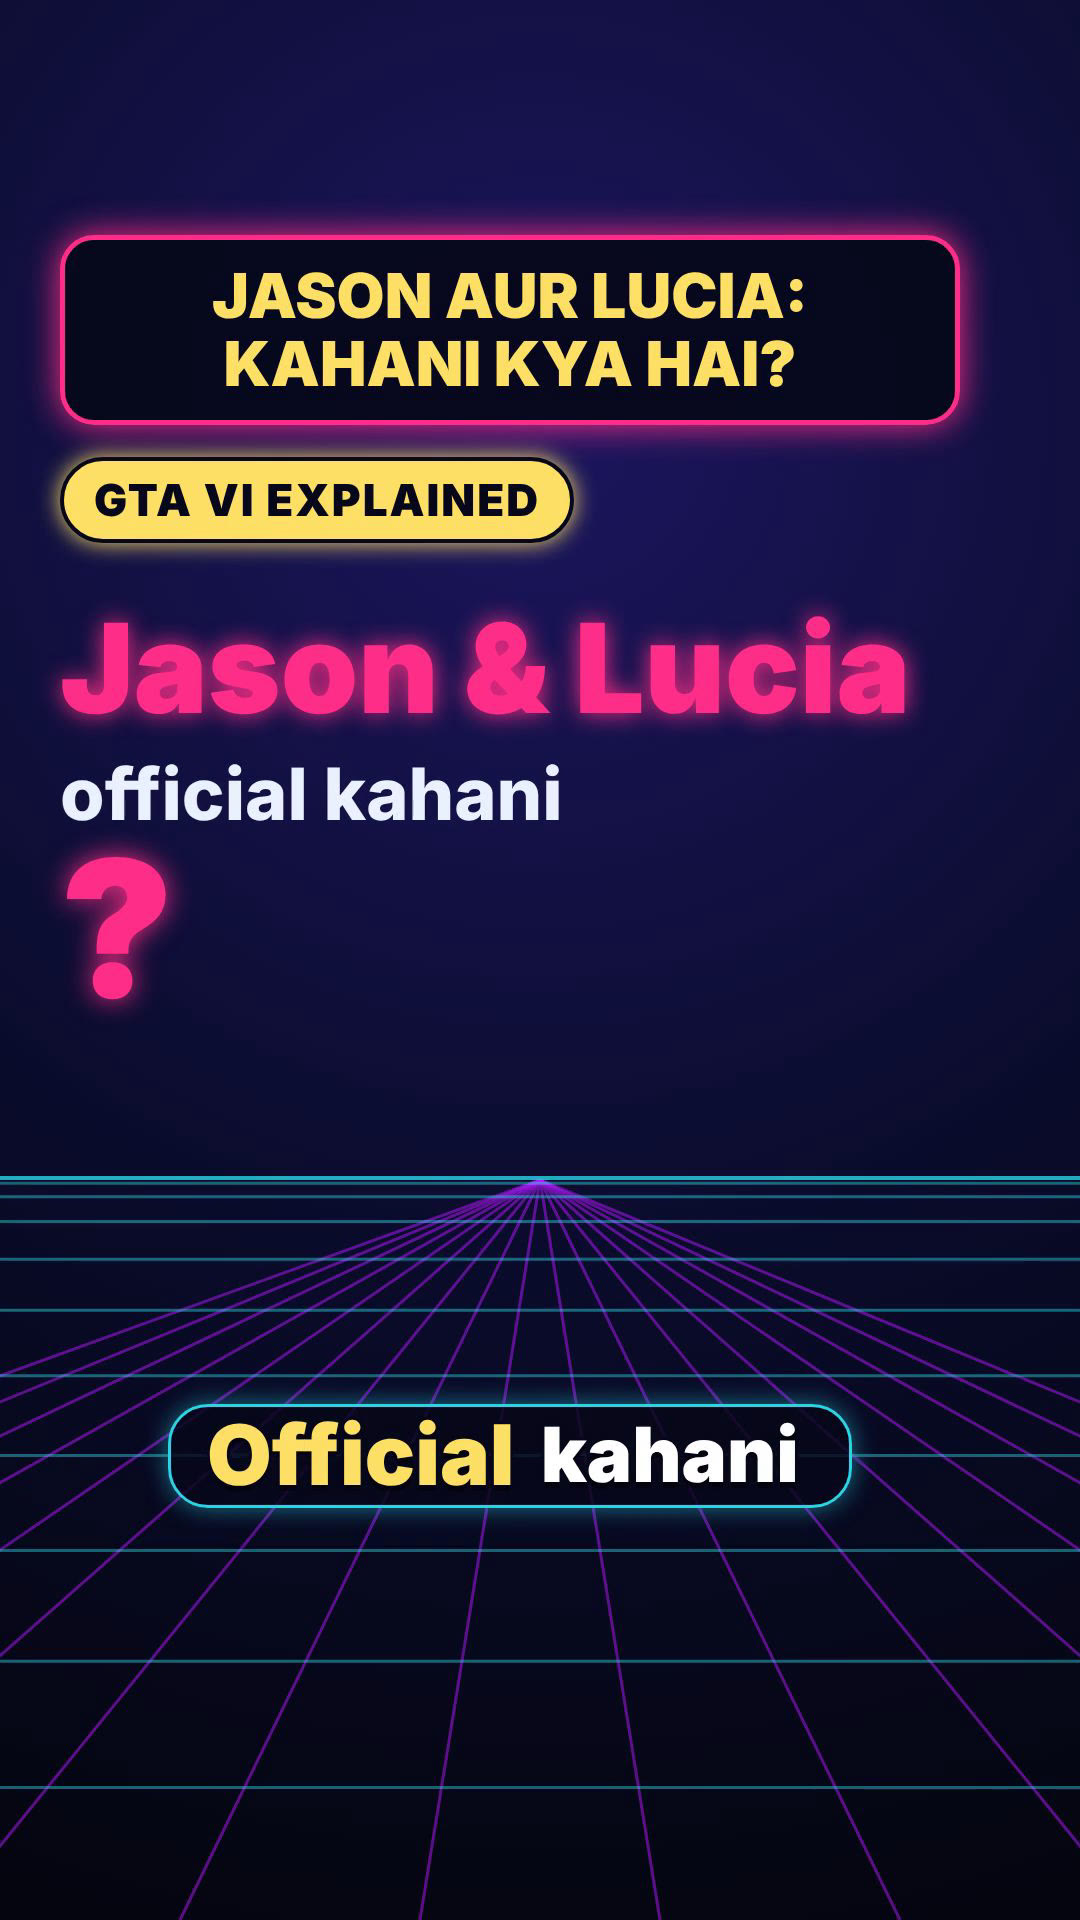 JASON AUR LUCIA:
KAHANI KYA HAI?
GTA VI EXPLAINED
Jason & Lucia
official kahani
?
Official kahani